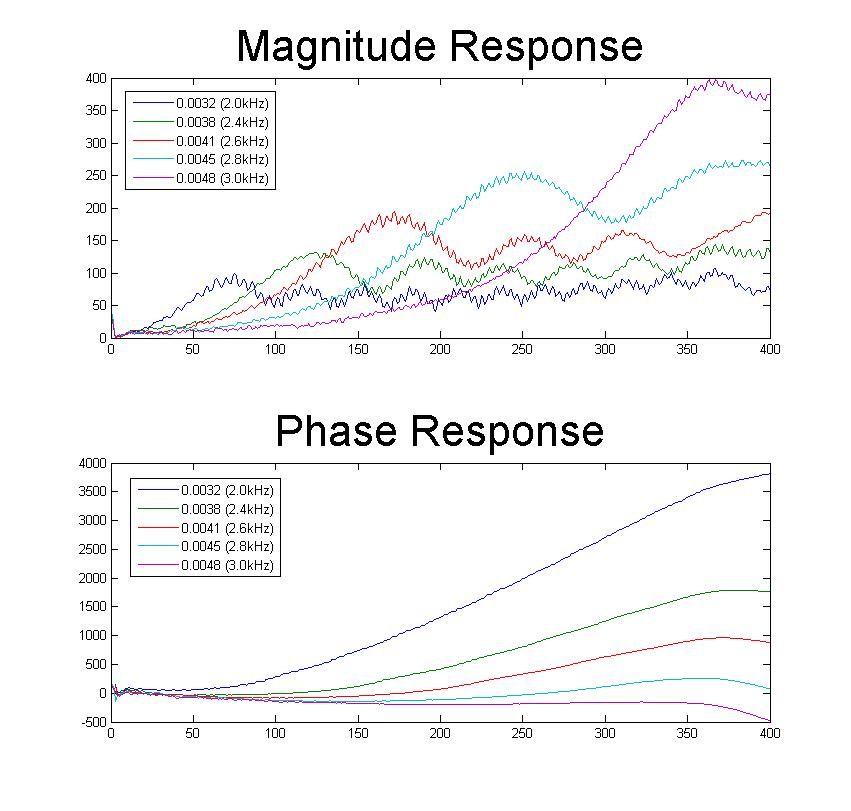 Magnitude Response
400
350
300
250
200
150
100
50
0
0.0032 (2.0kHz)
0.0038 (2.4kHz)
0.0041 (2.6kHz)
0.0045 (2.8kHz)
0.0048 (3.0kHz)
0 50 100 150 200 250 300 350 400
Phase Response
4000
3500
3000
2500
2000
1500
1000
500
0
-500
0.0032 (2.0kHz)
0.0038 (2.4kHz)
0.0041 (2.6kHz)
0.0045 (2.8kHz)
0.0048 (3.0kHz)
0 50 100 150 200 250 300 350 400